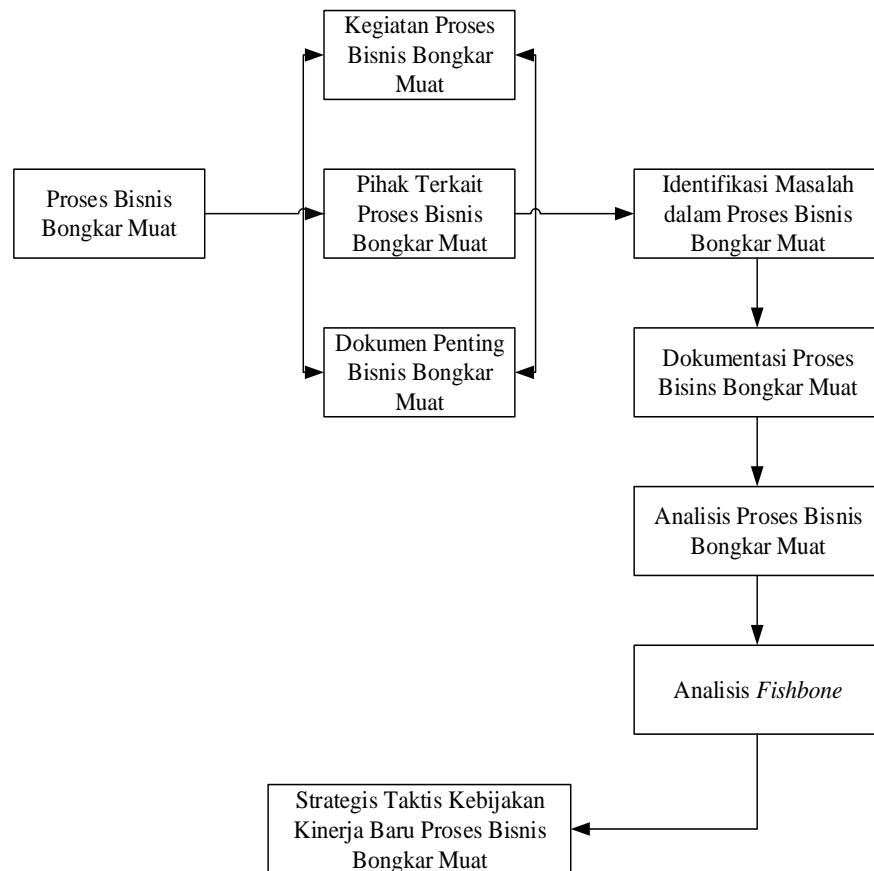 Kegiatan Proses
Bisnis Bongkar
Muat
Proses Bisnis
Bongkar Muat
Pihak Terkait
Proses Bisnis
Bongkar Muat
Identifikasi Masalah
dalam Proses Bisnis
Bongkar Muat
Dokumen Penting
Bisnis Bongkar
Muat
Dokumentasi Proses
Bisins Bongkar Muat
Analisis Proses Bisnis
Bongkar Muat
Analisis Fishbone
Strategis Taktis Kebijakan
Kinerja Baru Proses Bisnis
Bongkar Muat